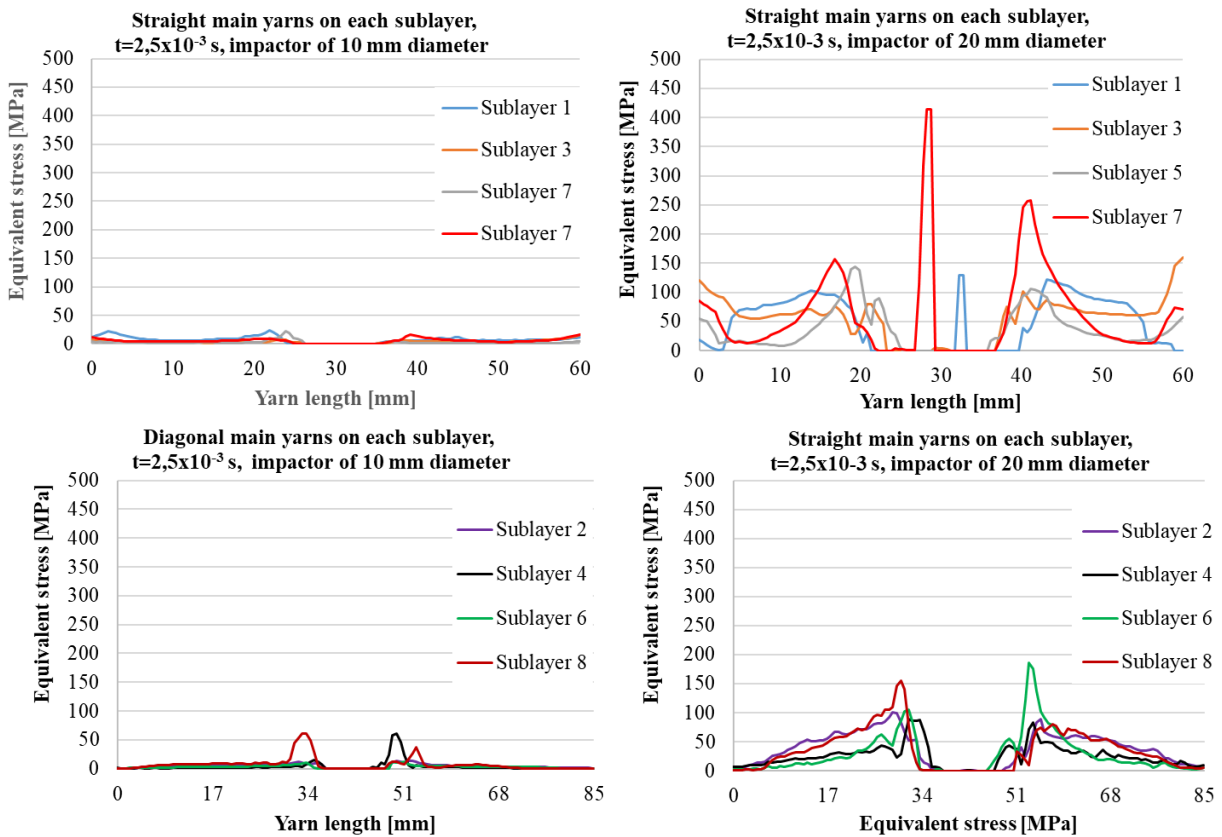 Straight main yarns on each sublayer,
t=2,5x10-3 s, impactor of 10 mm diameter
Equivalent stress [MPa]
500
450
400
350
300
250
200
150
100
50
0
Sublayer 1
Sublayer 3
Sublayer 7
Sublayer 7
0 10 20 30 40 50 60
Yarn length [mm]
Straight main yarns on each sublayer,
t=2,5x10-3 s, impactor of 20 mm diameter
Equivalent stress [MPa]
500
450
400
350
300
250
200
150
100
50
0
Sublayer 1
Sublayer 3
Sublayer 5
Sublayer 7
0 10 20 30 40 50 60
Yarn length [mm]
Diagonal main yarns on each sublayer,
t=2,5x10-3 s, impactor of 10 mm diameter
Equivalent stress [MPa]
500
450
400
350
300
250
200
150
100
50
0
Sublayer 2
Sublayer 4
Sublayer 6
Sublayer 8
0 17 34 51 68 85
Yarn length [mm]
Straight main yarns on each sublayer,
t=2,5x10-3 s, impactor of 20 mm diameter
Equivalent stress [MPa]
500
450
400
350
300
250
200
150
100
50
0
Sublayer 2
Sublayer 4
Sublayer 6
Sublayer 8
0 17 34 51 68 85
Equivalent stress [MPa]